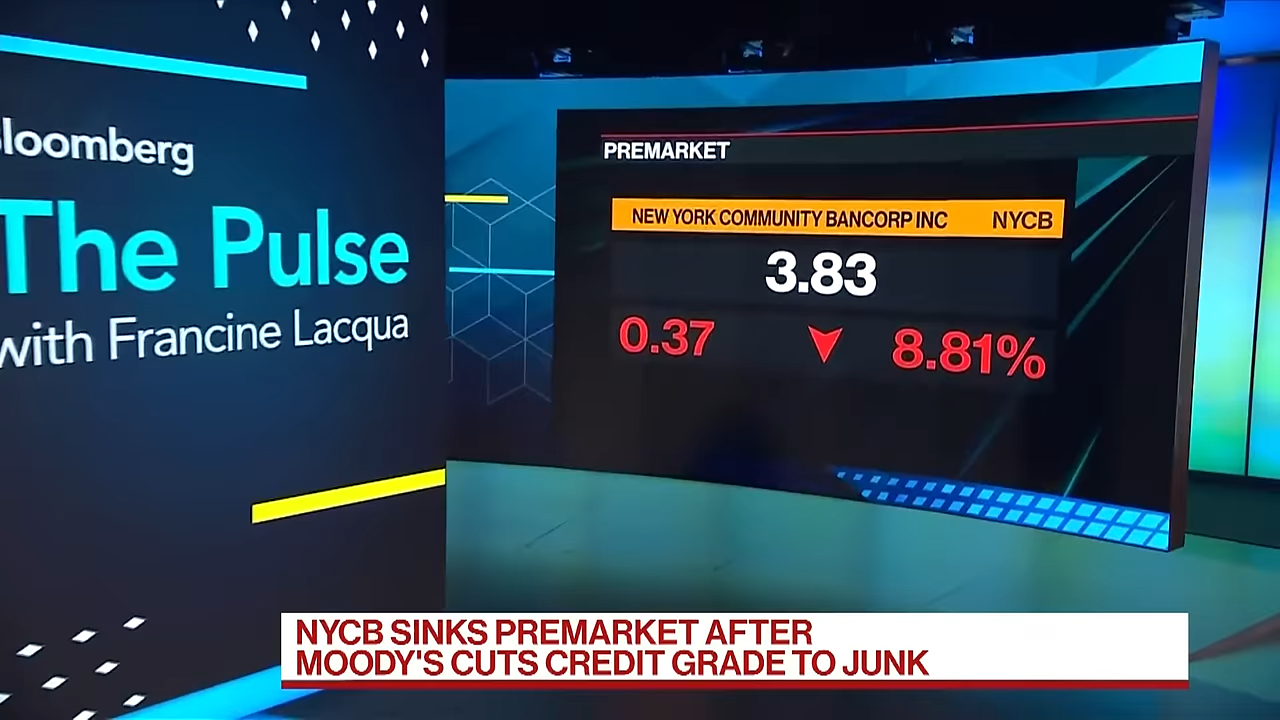 loomberg
The Pulse
with Francine Lacqua
PREMARKET
NEW YORK COMMUNITY BANCORP INC NYCB
3.83
0.37 8.81%
NYCB SINKS PREMARKET AFTER
MOODY'S CUTS CREDIT GRADE TO JUNK